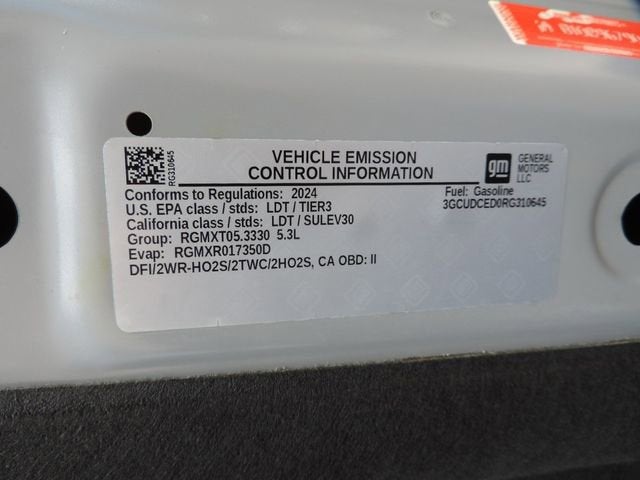 RG310645
VEHICLE EMISSION
CONTROL INFORMATION
gm
GENERAL
MOTORS
LLC
Conforms to Regulations: 2024
Fuel: Gasoline
U.S. EPA class / stds: LDT / TIER3
3GCUDCED0RG310645
California class / stds: LDT / SULEV30
Group: RGMXT05.3330 5.3L
Evap: RGMXR017350D
DFI/2WR-HO2S/2TWC/2HO2S, CA OBD: II